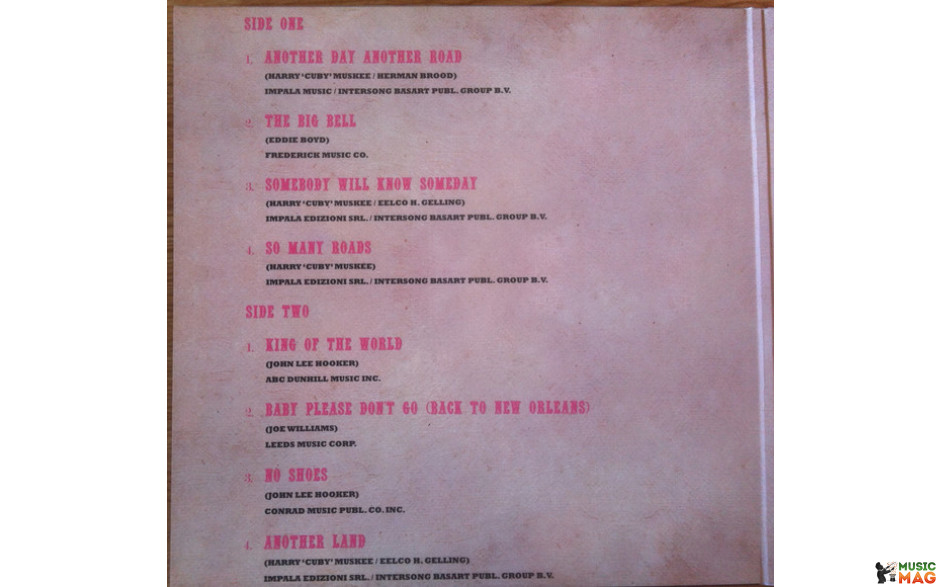 SIDE ONE
1. ANOTHER DAY ANOTHER ROAD
(HARRY 'CUBY' MUSKEE / HERMAN BROOD)
IMPALA MUSIC / INTERSONG BASART PUBL. GROUP B.V.
2. THE BIG BELL
(EDDIE BOYD)
FREDERICK MUSIC CO.
3. SOMEBODY WILL KNOW SOMEDAY
(HARRY 'CUBY' MUSKEE / EELCO H. GELLING)
IMPALA EDIZIONI SRL. / INTERSONG BASART PUBL. GROUP B.V.
4. SO MANY ROADS
(HARRY 'CUBY' MUSKEE)
IMPALA EDIZIONI SRL. / INTERSONG BASART PUBL. GROUP B.V.
SIDE TWO
1. KING OF THE WORLD
(JOHN LEE HOOKER)
ABC DUNHILL MUSIC INC.
2. BABY PLEASE DON'T GO (BACK TO NEW ORLEANS)
(JOE WILLIAMS)
LEEDS MUSIC CORP.
3. NO SHOES
(JOHN LEE HOOKER)
CONRAD MUSIC PUBL. CO. INC.
4. ANOTHER LAND
(HARRY 'CUBY' MUSKEE / EELCO H. GELLING)
IMPALA EDIZIONI SRL. / INTERSONG BASART PUBL. GROUP B.V.
MUSIC
MAG